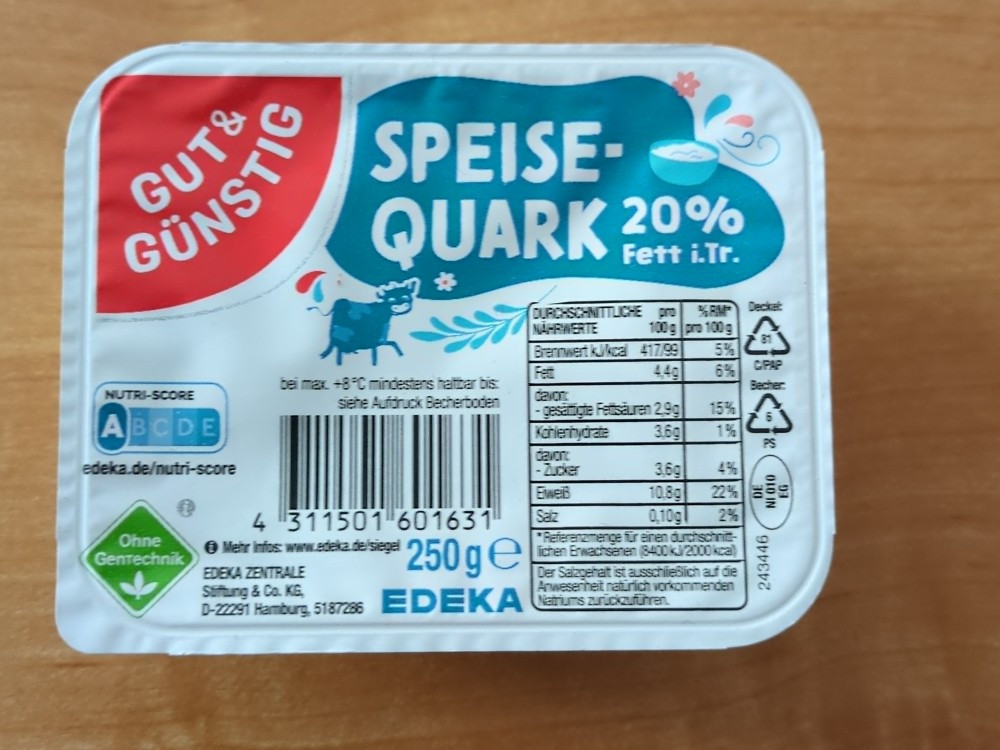 GUT&
GÜNSTIG
SPEISE-
QUARK
20%
Fett i.Tr.
NUTRI-SCORE
A B C D E
edeka.de/nutri-score
bei max. +8°C mindestens haltbar bis:
siehe Aufdruck Becherboden
4 311501 601631
Ohne
GenTechnik
Mehr Infos: www.edeka.de/siegel
250 g e
EDEKA ZENTRALE
Stiftung & Co. KG,
D-22291 Hamburg, 5187286
EDEKA
DURCHSCHNITTLICHE pro %RM*
NÄHRWERTE 100 g pro 100 g
Brennwert kJ/kcal 417/99 5%
Fett 4,4g 6%
davon:
- gesättigte Fettsäuren 2,9g 15%
Kohlenhydrate 3,6g 1%
davon:
- Zucker 3,6g 4%
Eiweiß 10,8g 22%
Salz 0,10g 2%
*Referenzmenge für einen durchschnitt-
lichen Erwachsenen (8400 kJ/2000 kcal)
Der Salzgehalt ist ausschließlich auf die
Anwesenheit natürlich vorkommenden
Natriums zurückzuführen.
Deckel:
81
C/PAP
Becher:
6
PS
DE
NI 010
EG
243446